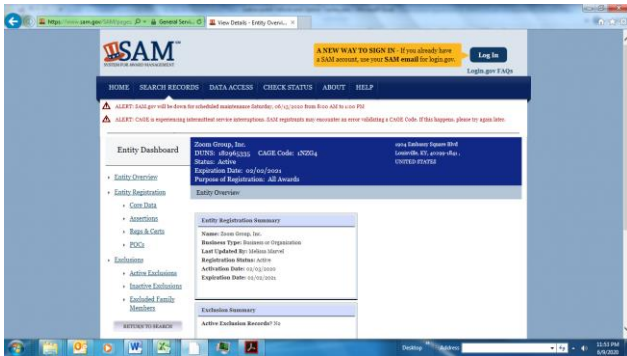 View Details - Entity Overvi...
SAM
A NEW WAY TO SIGN IN - If you already have
a SAM account, use your SAM email for login.gov.
Log In
Login.gov FAQs
HOME SEARCH RECORDS DATA ACCESS CHECK STATUS ABOUT HELP
ALERT: SAM.gov will be down for scheduled maintenance Saturday, 06/13/2020 from 8:00 AM to 1:00 PM
ALERT: CAGE is experiencing intermittent service interruptions. SAM registrants may encounter an error validating a CAGE Code. If this happens, please try again later.
Entity Dashboard
Entity Overview
Entity Registration
Core Data
Assertions
Reps & Certs
POCs
Exclusions
Active Exclusions
Inactive Exclusions
Excluded Family
Members
RETURN TO SEARCH
Zoom Group, Inc.
DUNS: 182965335 CAGE Code: 1NZG4
Status: Active
Expiration Date: 02/02/2021
Purpose of Registration: All Awards
1904 Embassy Square Blvd
Louisville, KY, 40299-1841,
UNITED STATES
Entity Overview
Entity Registration Summary
Name: Zoom Group, Inc.
Business Type: Business or Organization
Last Updated By: Melissa Marvel
Registration Status: Active
Activation Date: 02/03/2020
Expiration Date: 02/02/2021
Exclusion Summary
Active Exclusion Records? No
Desktop Address
11:51 PM
6/9/2020